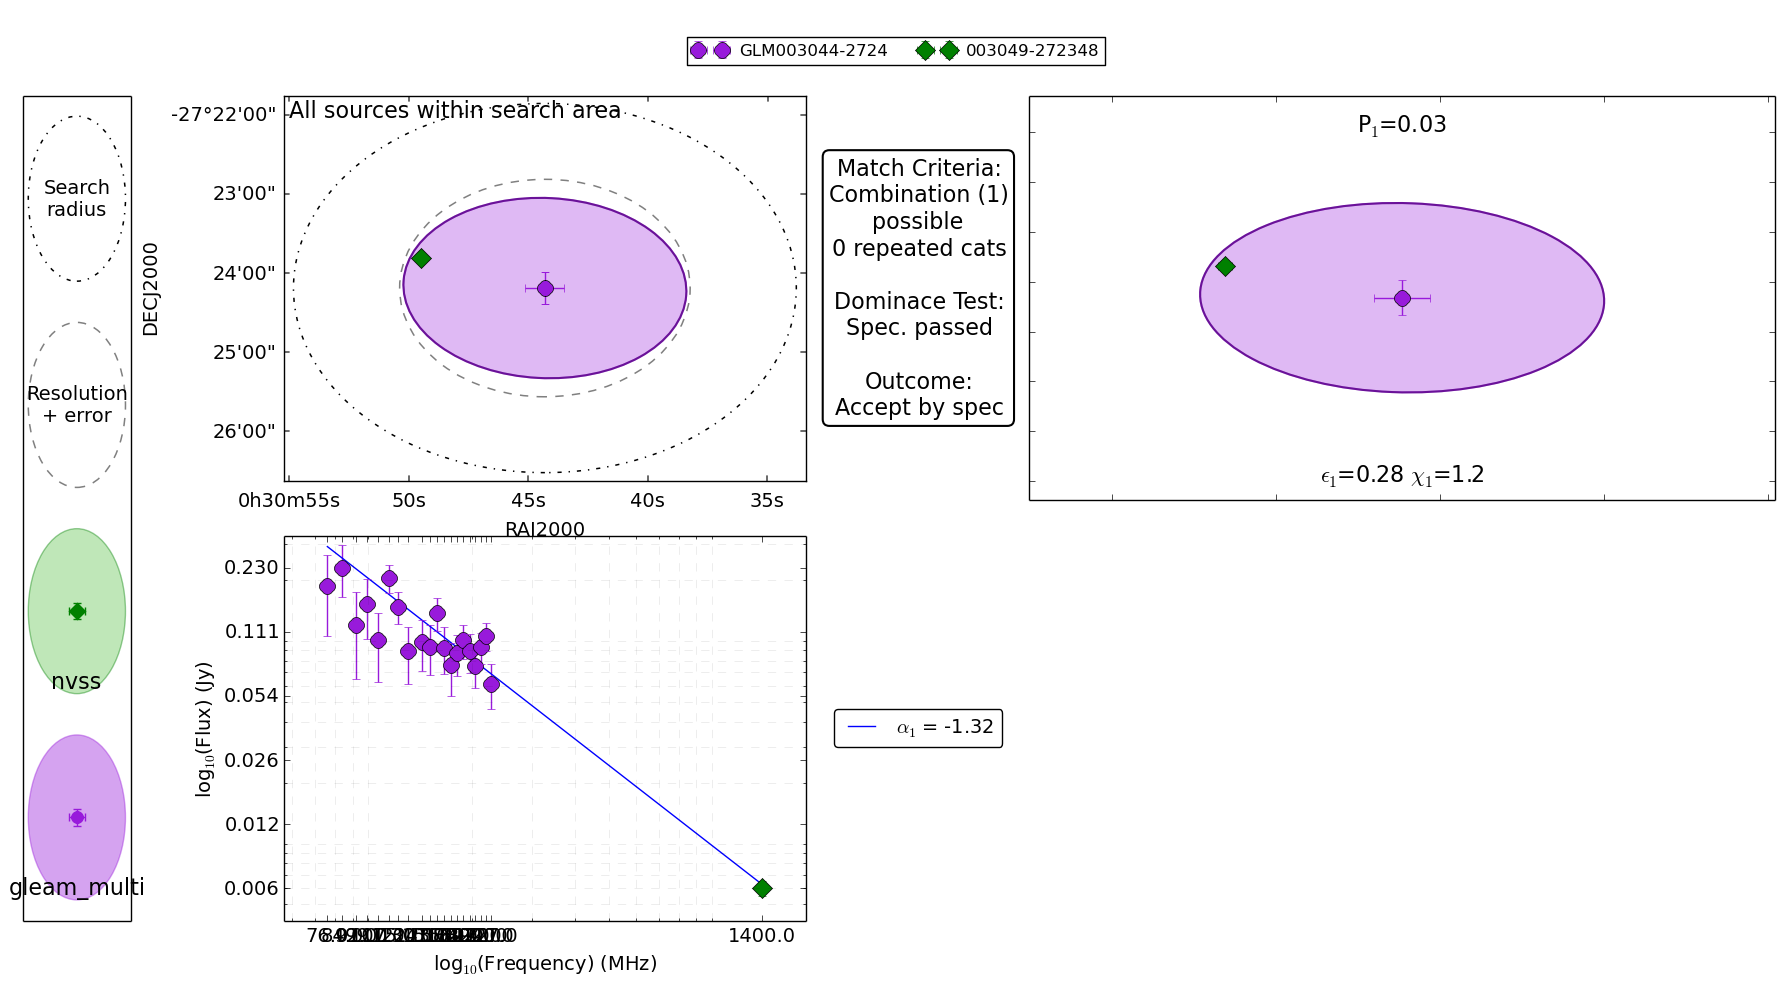 GLM003044-2724 003049-272348
Search
radius
Resolution
+ error
nvss
gleam_multi
All sources within search area
DECJ2000
-27°22'00"
23'00"
24'00"
25'00"
26'00"
0h30m55s 50s 45s 40s 35s
RAJ2000
Match Criteria:
Combination (1)
possible
0 repeated cats
Dominace Test:
Spec. passed
Outcome:
Accept by spec
P₁=0.03
ϵ₁=0.28 χ₁=1.2
log₁₀(Flux) (Jy)
0.230
0.111
0.054
0.026
0.012
0.006
1400.0
log₁₀(Frequency) (MHz)
α₁ = -1.32